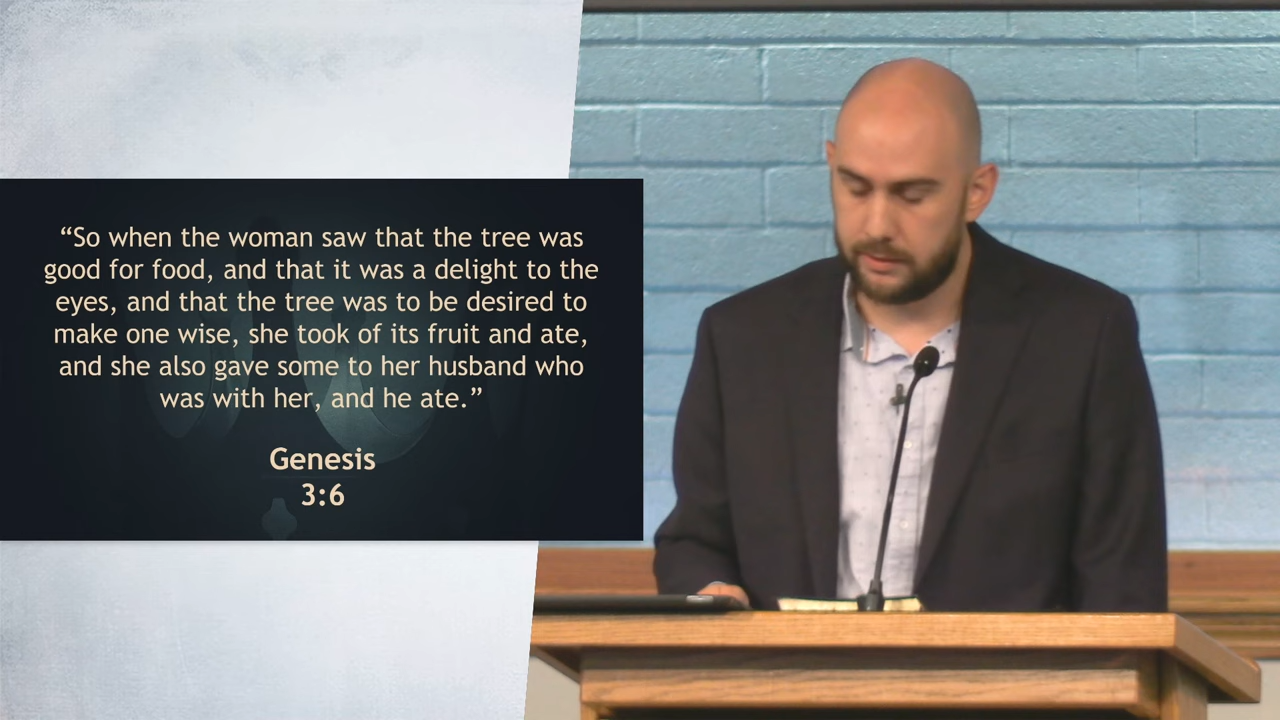 “So when the woman saw that the tree was
good for food, and that it was a delight to the
eyes, and that the tree was to be desired to
make one wise, she took of its fruit and ate,
and she also gave some to her husband who
was with her, and he ate.”
Genesis
3:6